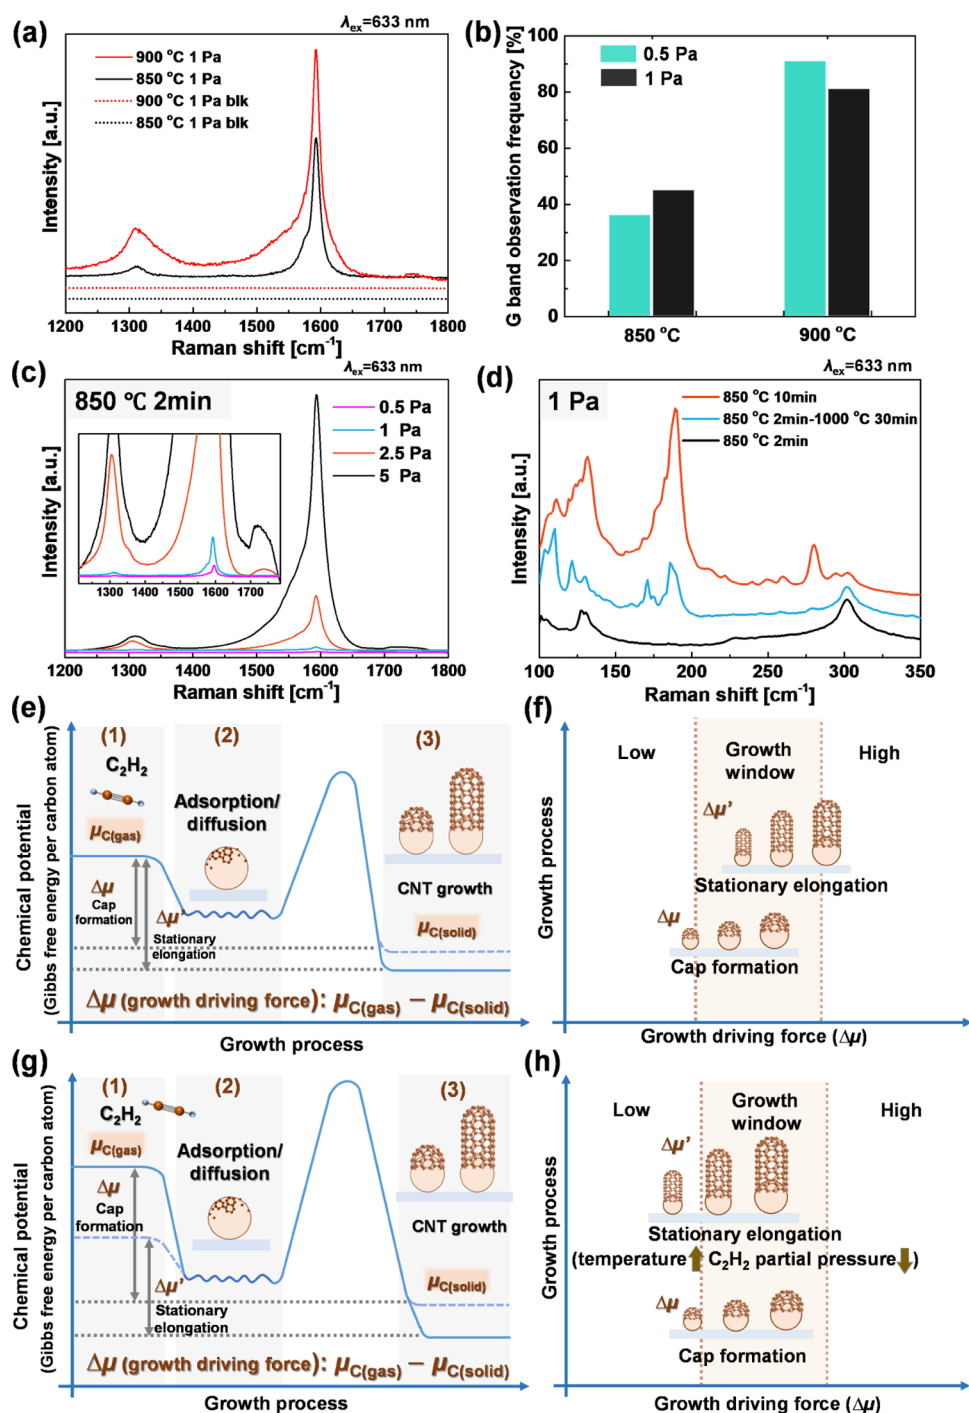 (a)
λex=633 nm
900 °C 1 Pa
850 °C 1 Pa
900 °C 1 Pa blk
850 °C 1 Pa blk
Intensity [a.u.]
1200 1300 1400 1500 1600 1700 1800
Raman shift [cm⁻¹]
(b)
G band observation frequency [%]
100
80
60
40
20
0
0.5 Pa
1 Pa
850 °C 900 °C
(c)
λex=633 nm
850 °C 2min
0.5 Pa
1 Pa
2.5 Pa
5 Pa
1300 1400 1500 1600 1700
Intensity [a.u.]
1200 1300 1400 1500 1600 1700 1800
Raman shift [cm⁻¹]
(d)
λex=633 nm
1 Pa
850 °C 10min
850 °C 2min-1000 °C 30min
850 °C 2min
Intensity [a.u.]
100 150 200 250 300 350
Raman shift [cm⁻¹]
(e)
Chemical potential
(Gibbs free energy per carbon atom)
(1)
C₂H₂
μC(gas)
Δμ
Cap
formation
Δμ'
Stationary
elongation
(2)
Adsorption/
diffusion
(3)
CNT growth
μC(solid)
Δμ (growth driving force): μC(gas) − μC(solid)
Growth process
(f)
Growth process
Low
Growth
window
High
Δμ'
Stationary elongation
Δμ
Cap formation
Growth driving force (Δμ)
(g)
Chemical potential
(Gibbs free energy per carbon atom)
(1)
C₂H₂
μC(gas)
Δμ
Cap
formation
Δμ'
Stationary
elongation
(2)
Adsorption/
diffusion
(3)
CNT growth
μC(solid)
Δμ (growth driving force): μC(gas) − μC(solid)
Growth process
(h)
Growth process
Low
Growth
window
High
Δμ'
Stationary elongation
(temperature⬆ C₂H₂ partial pressure⬇)
Δμ
Cap formation
Growth driving force (Δμ)